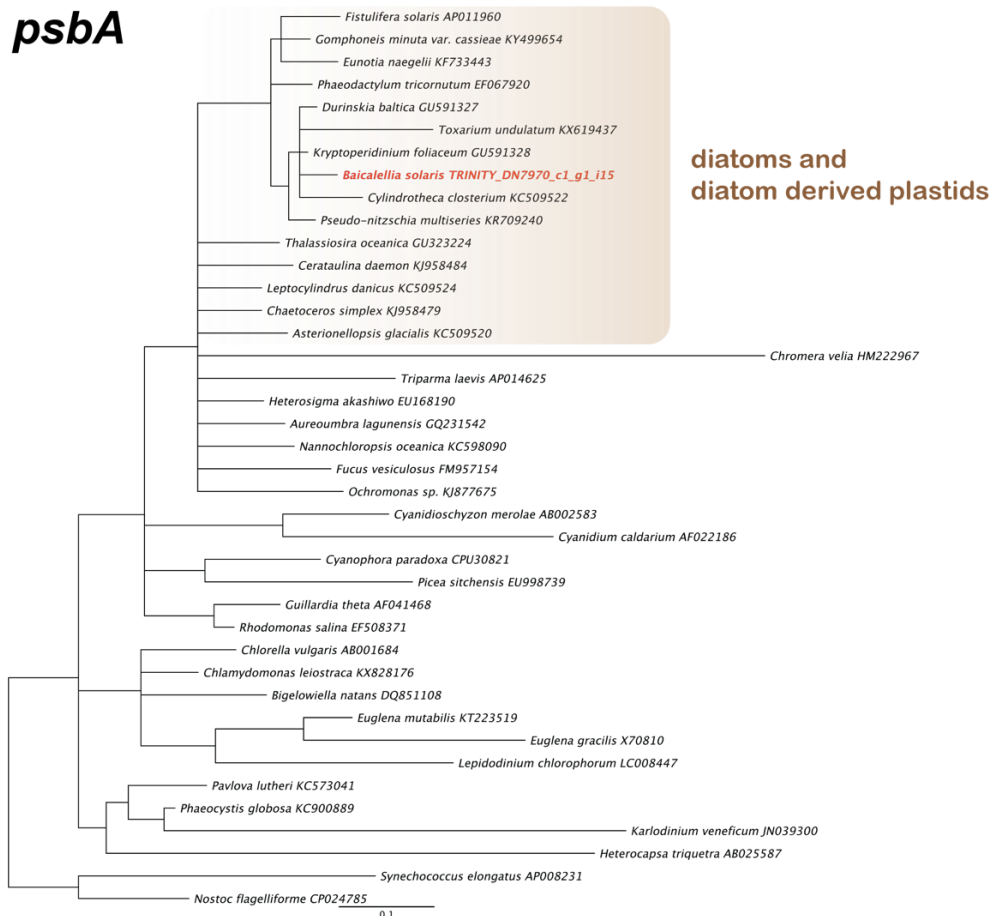 psbA
Fistulifera solaris AP011960
Gomphoneis minuta var. cassieae KY499654
Eunotia naegelii KF733443
Phaeodactylum tricornutum EF067920
Durinskia baltica GU591327
Toxarium undulatum KX619437
Kryptoperidinium foliaceum GU591328
Baicalellia solaris TRINITY_DN7970_c1_g1_i15
Cylindrotheca closterium KC509522
Pseudo-nitzschia multiseries KR709240
diatoms and
diatom derived plastids
Thalassiosira oceanica GU323224
Cerataulina daemon KJ958484
Leptocylindrus danicus KC509524
Chaetoceros simplex KJ958479
Asterionellopsis glacialis KC509520
Chromera velia HM222967
Triparma laevis AP014625
Heterosigma akashiwo EU168190
Aureoumbra lagunensis GQ231542
Nannochloropsis oceanica KC598090
Fucus vesiculosus FM957154
Ochromonas sp. KJ877675
Cyanidioschyzon merolae AB002583
Cyanidium caldarium AF022186
Cyanophora paradoxa CPU30821
Picea sitchensis EU998739
Guillardia theta AF041468
Rhodomonas salina EF508371
Chlorella vulgaris AB001684
Chlamydomonas leiostraca KX828176
Bigelowiella natans DQ851108
Euglena mutabilis KT223519
Euglena gracilis X70810
Lepidodinium chlorophorum LC008447
Pavlova lutheri KC573041
Phaeocystis globosa KC900889
Karlodinium veneficum JN039300
Heterocapsa triquetra AB025587
Synechococcus elongatus AP008231
Nostoc flagelliforme CP024785
0.1